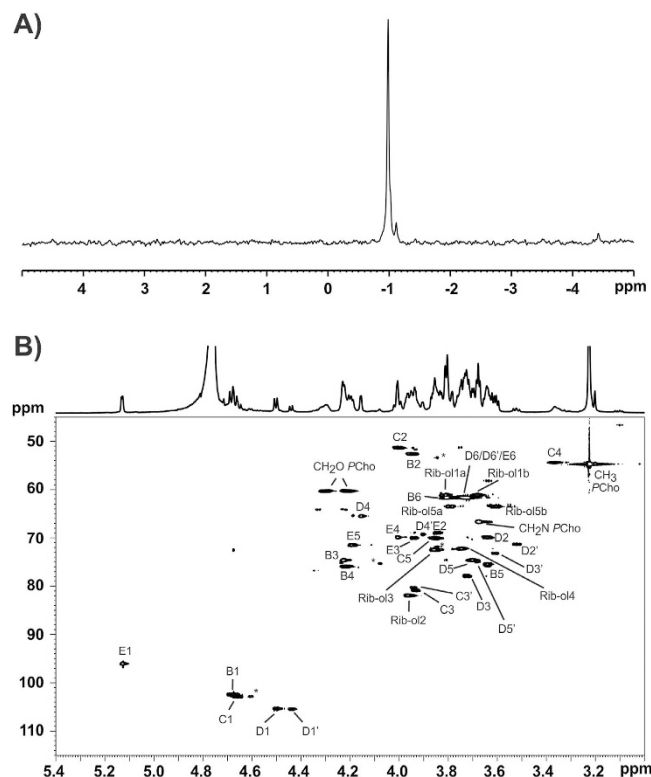 A)
5 4 3 2 1 0 -1 -2 -3 -4 ppm
B)
ppm
50
60
70
80
90
100
110
C2
B2
*
C4
D6/D6'/E6
CH2O PCho
Rib-ol1a
Rib-ol1b
CH3
PCho
B6
D4
Rib-ol5a
Rib-ol5b
E4
D4'
E2
CH2N PCho
E5
E3
C5
D2
D2'
B3
*
B4
Rib-ol3
D5
B5
D3'
Rib-ol4
C3'
D3
D5'
Rib-ol2
C3
E1
B1
*
C1
D1
D1'
5.4 5.2 5.0 4.8 4.6 4.4 4.2 4.0 3.8 3.6 3.4 3.2 ppm